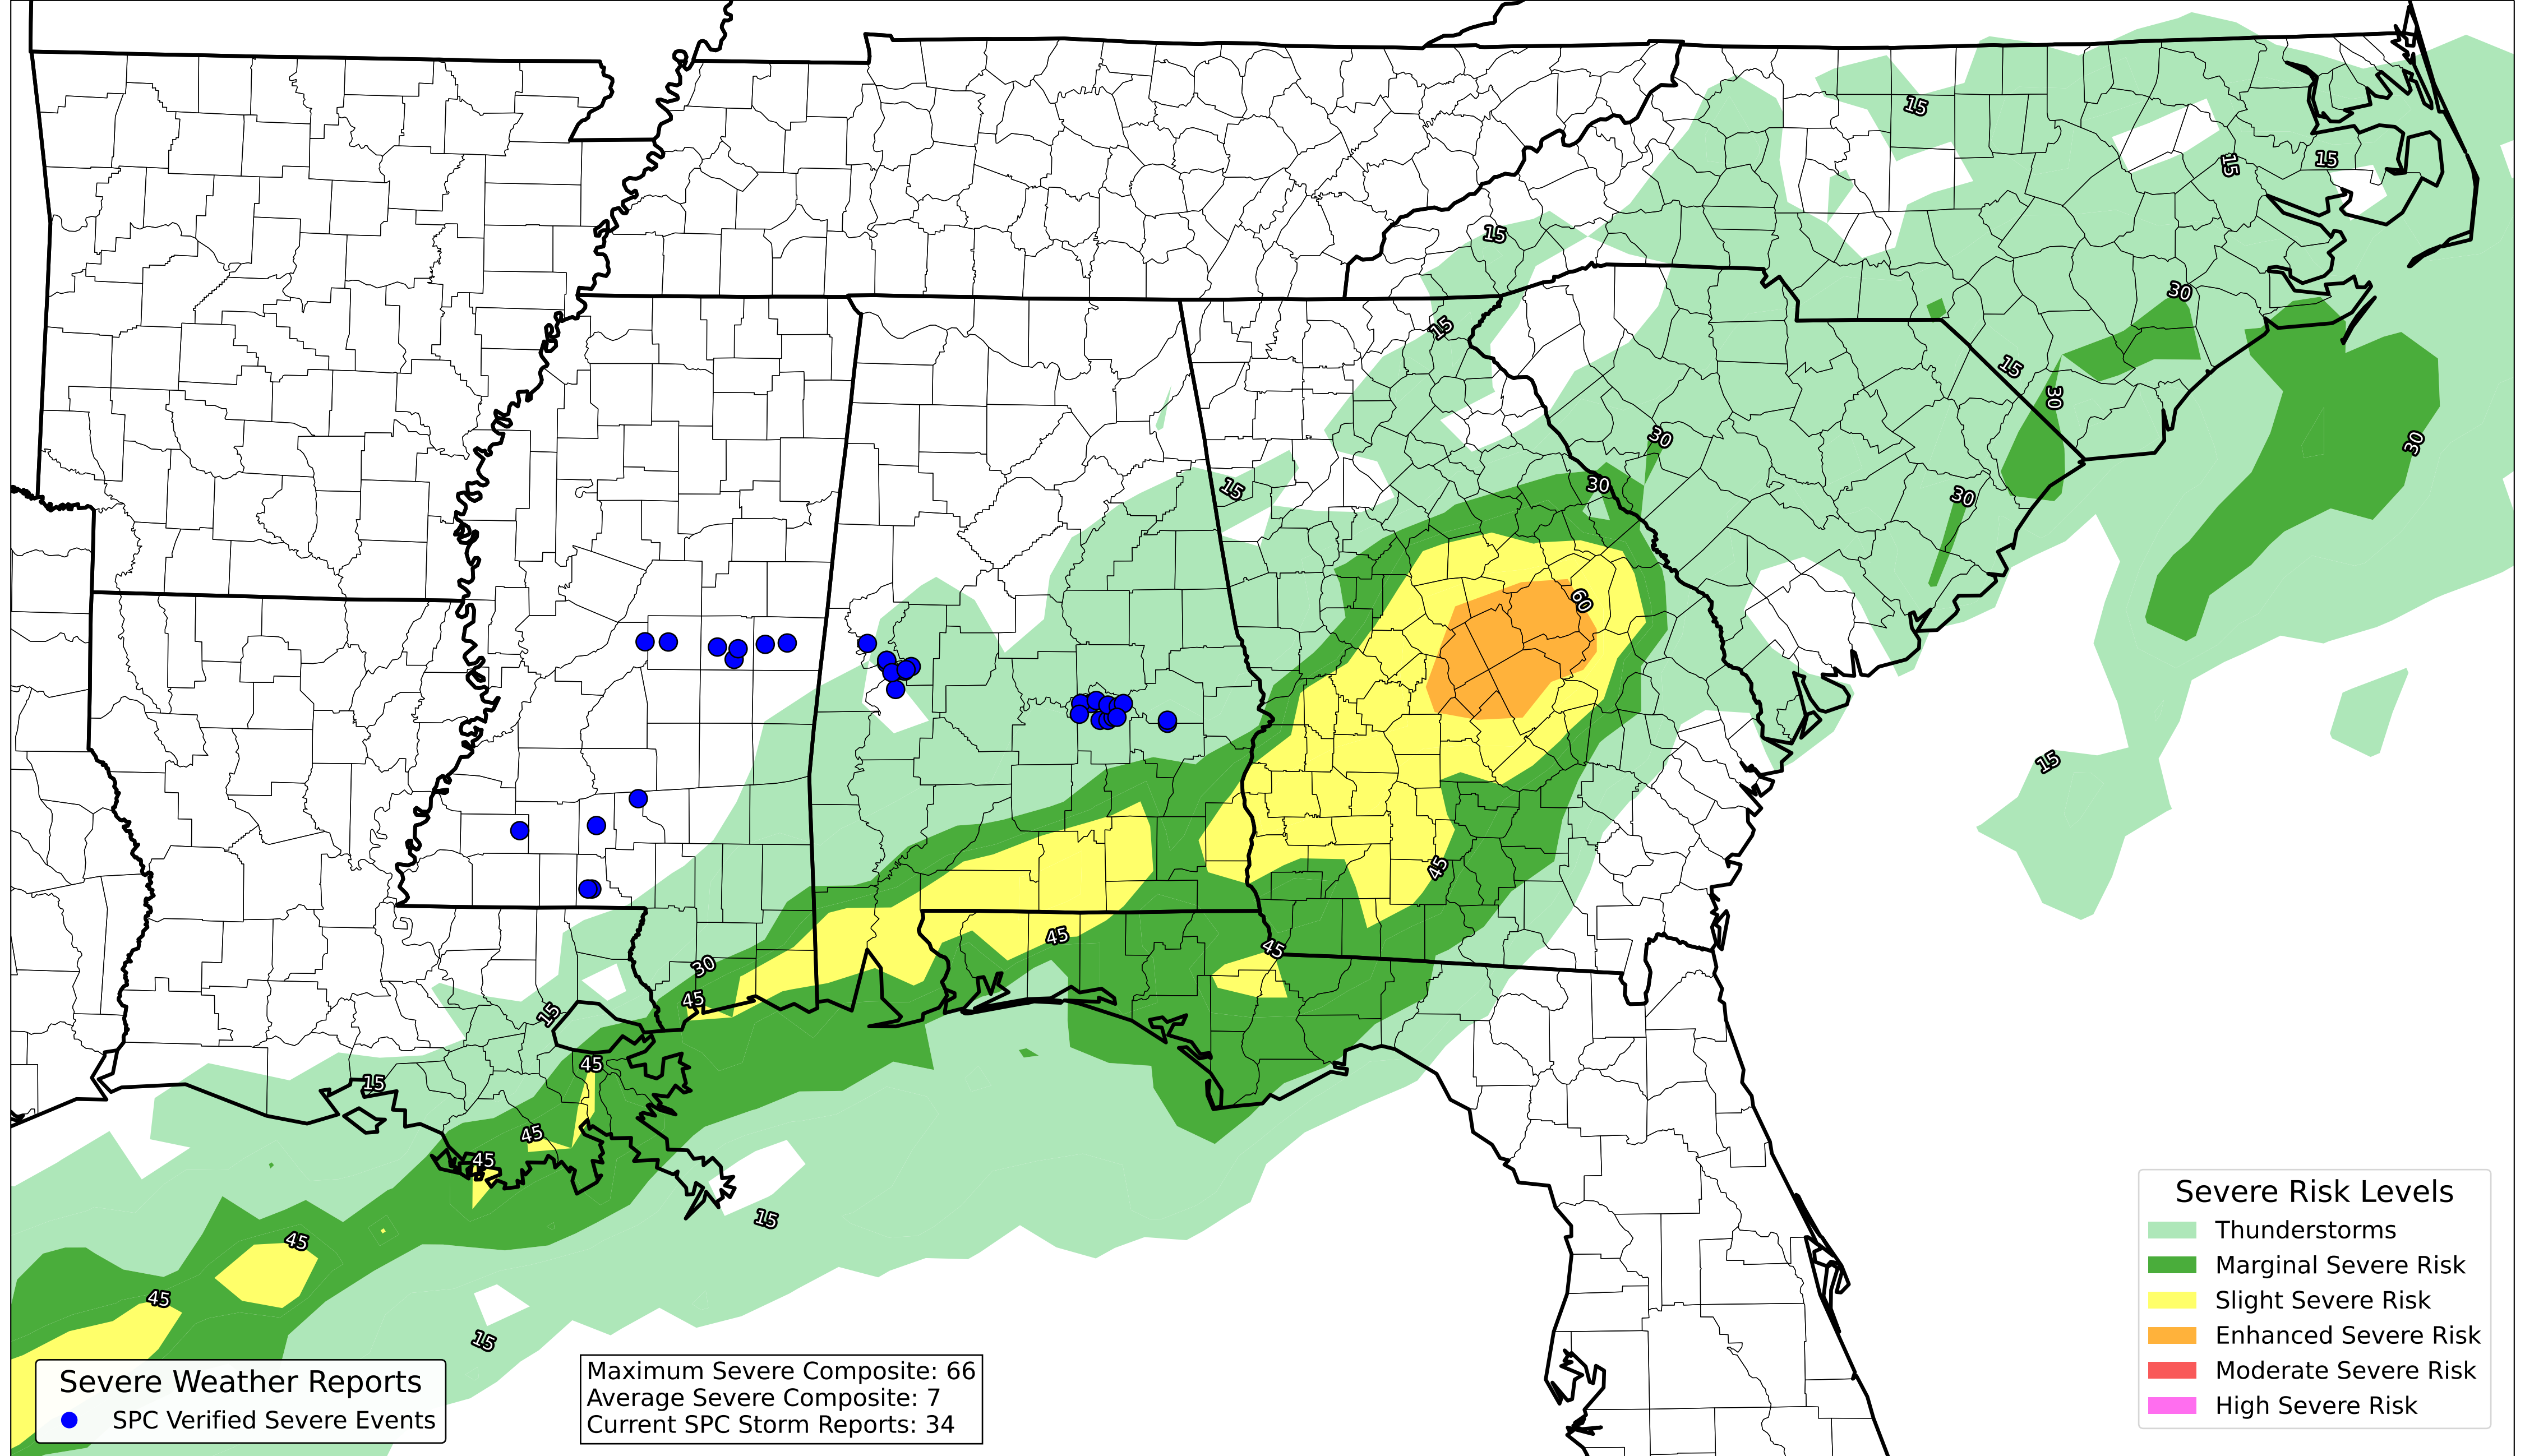 15
15
15
15
30
15
15
30
30
15
30
30
30
60
15
45
45
45
30
45
15
45
15
45
45
15
45
45
15
Severe Risk Levels
Thunderstorms
Marginal Severe Risk
Slight Severe Risk
Enhanced Severe Risk
Moderate Severe Risk
High Severe Risk
Severe Weather Reports
SPC Verified Severe Events
Maximum Severe Composite: 66
Average Severe Composite: 7
Current SPC Storm Reports: 34